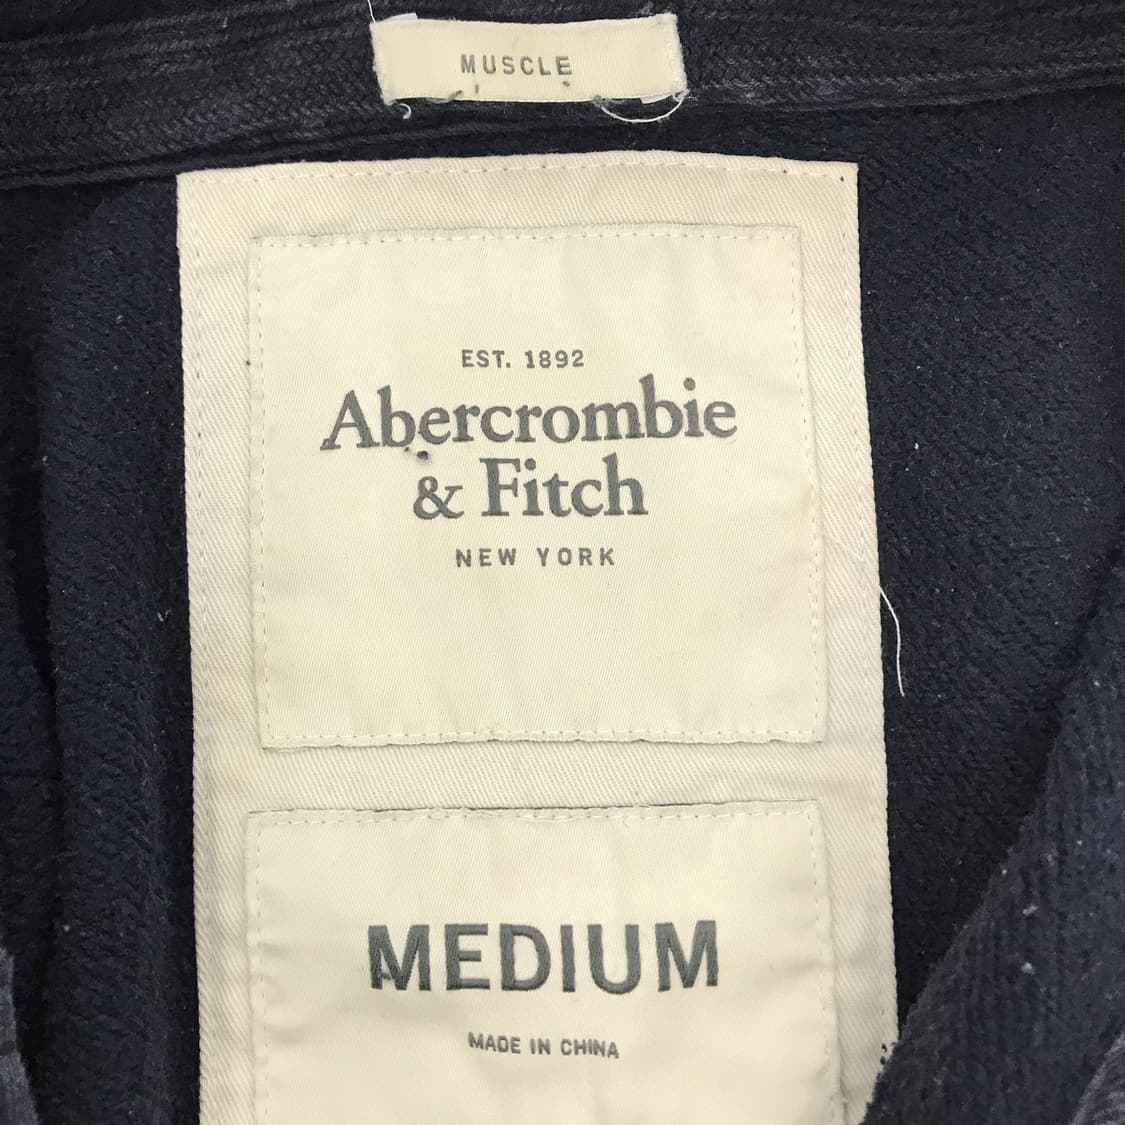 MUSCLE
EST. 1892
Abercrombie
& Fitch
NEW YORK
MEDIUM
MADE IN CHINA